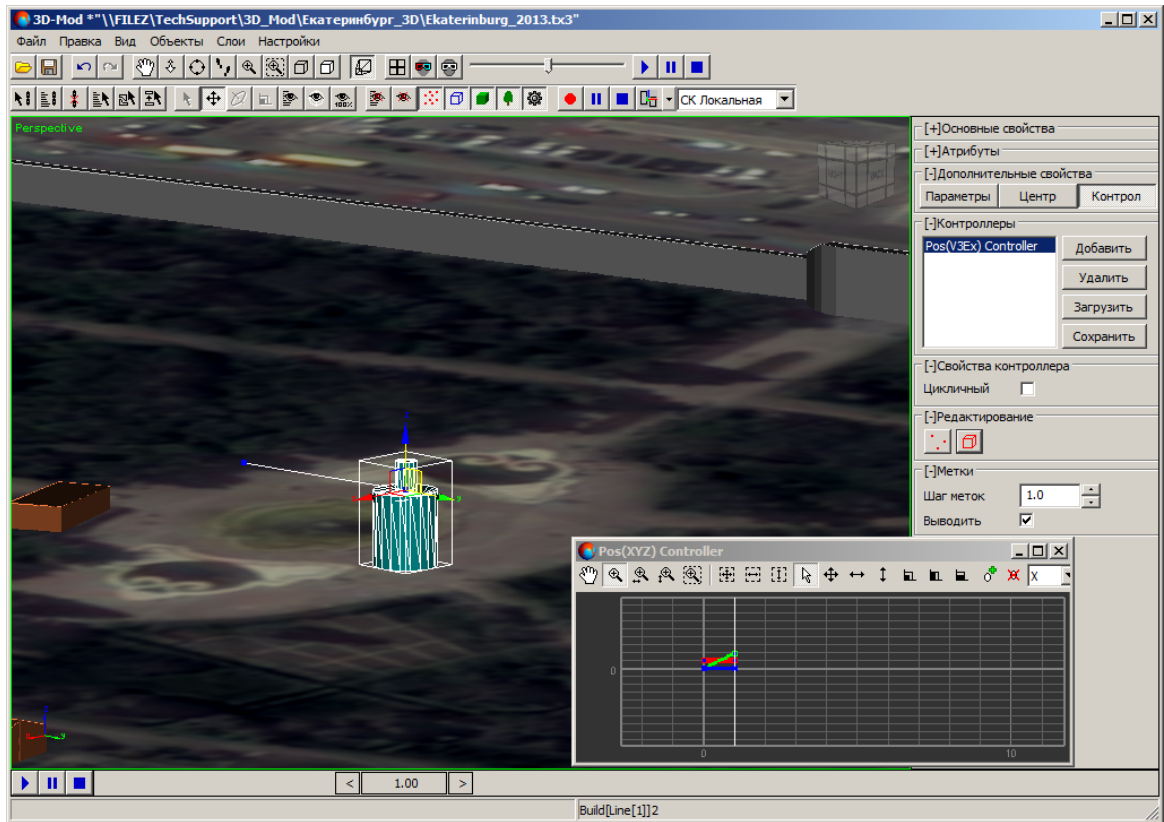 3D-Mod *"\\FILEZ\TechSupport\3D_Mod\Екатеринбург_3D\Ekaterinburg_2013.tx3"
Файл Правка Вид Объекты Слои Настройки
100%
СК Локальная
Perspective
[+]Основные свойства
[+]Атрибуты
[-]Дополнительные свойства
Параметры Центр Контрол
[-]Контроллеры
Pos(V3Ex) Controller
Добавить
Удалить
Загрузить
Сохранить
[-]Свойства контроллера
Цикличный
[-]Редактирование
[-]Метки
Шаг меток 1.0
Выводить
Pos(XYZ) Controller
X
0
0 10
z
x y
z
x y
< 1.00 >
Build[Line[1]]2